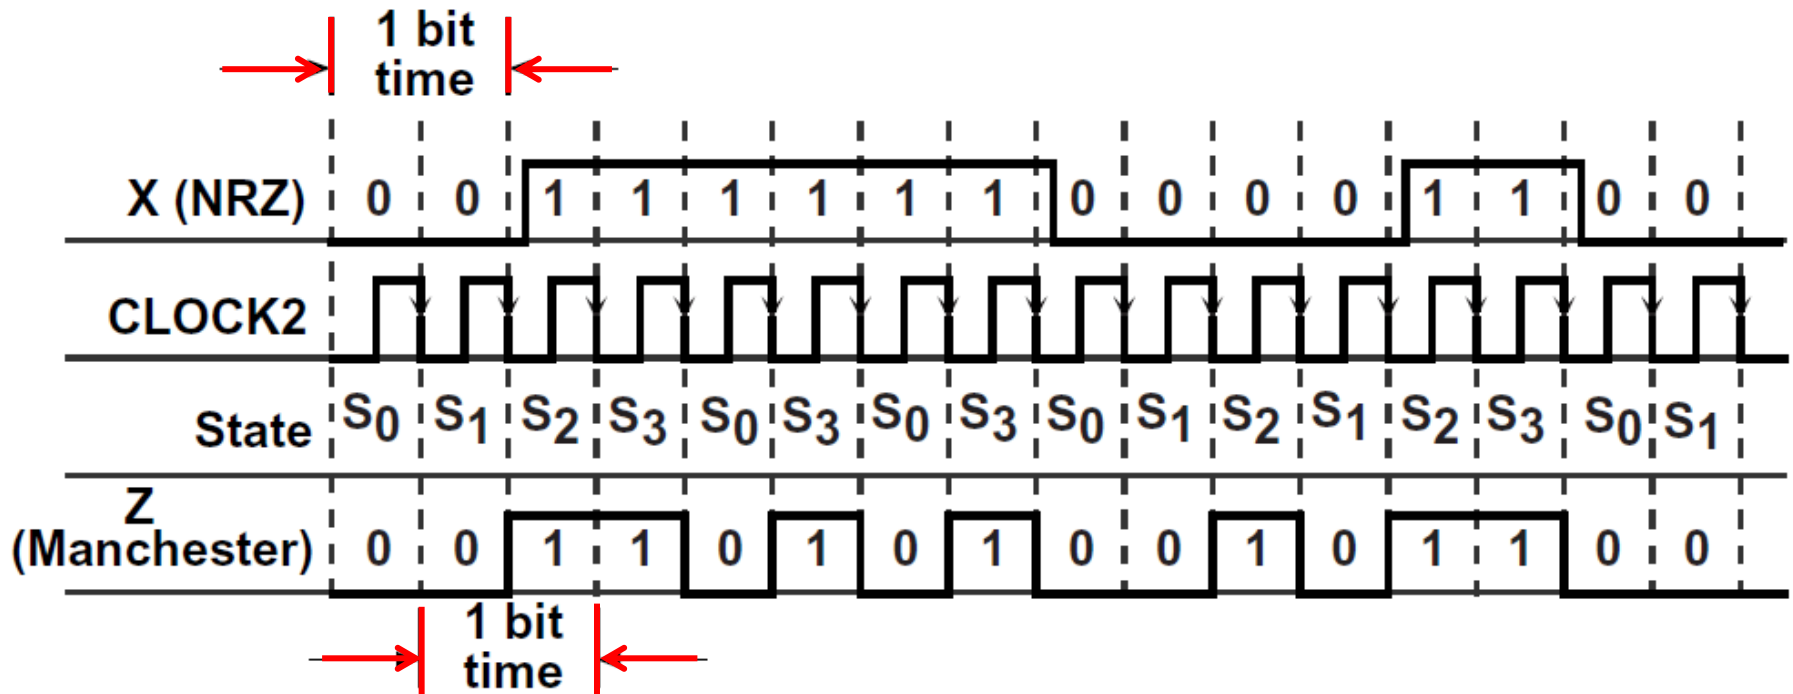 1 bit
time
X (NRZ) 0 0 1 1 1 1 1 1 0 0 0 0 1 1 0 0
CLOCK2
State S0 S1 S2 S3 S0 S3 S0 S3 S0 S1 S2 S1 S2 S3 S0 S1
Z
(Manchester) 0 0 1 1 0 1 0 1 0 0 1 0 1 1 0 0
1 bit
time